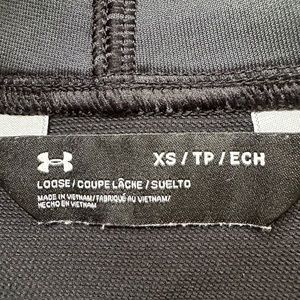 XS / TP / ECH
LOOSE / COUPE LÂCHE / SUELTO
MADE IN VIETNAM/FABRIQUÉ AU VIETNAM/
HECHO EN VIETNAM